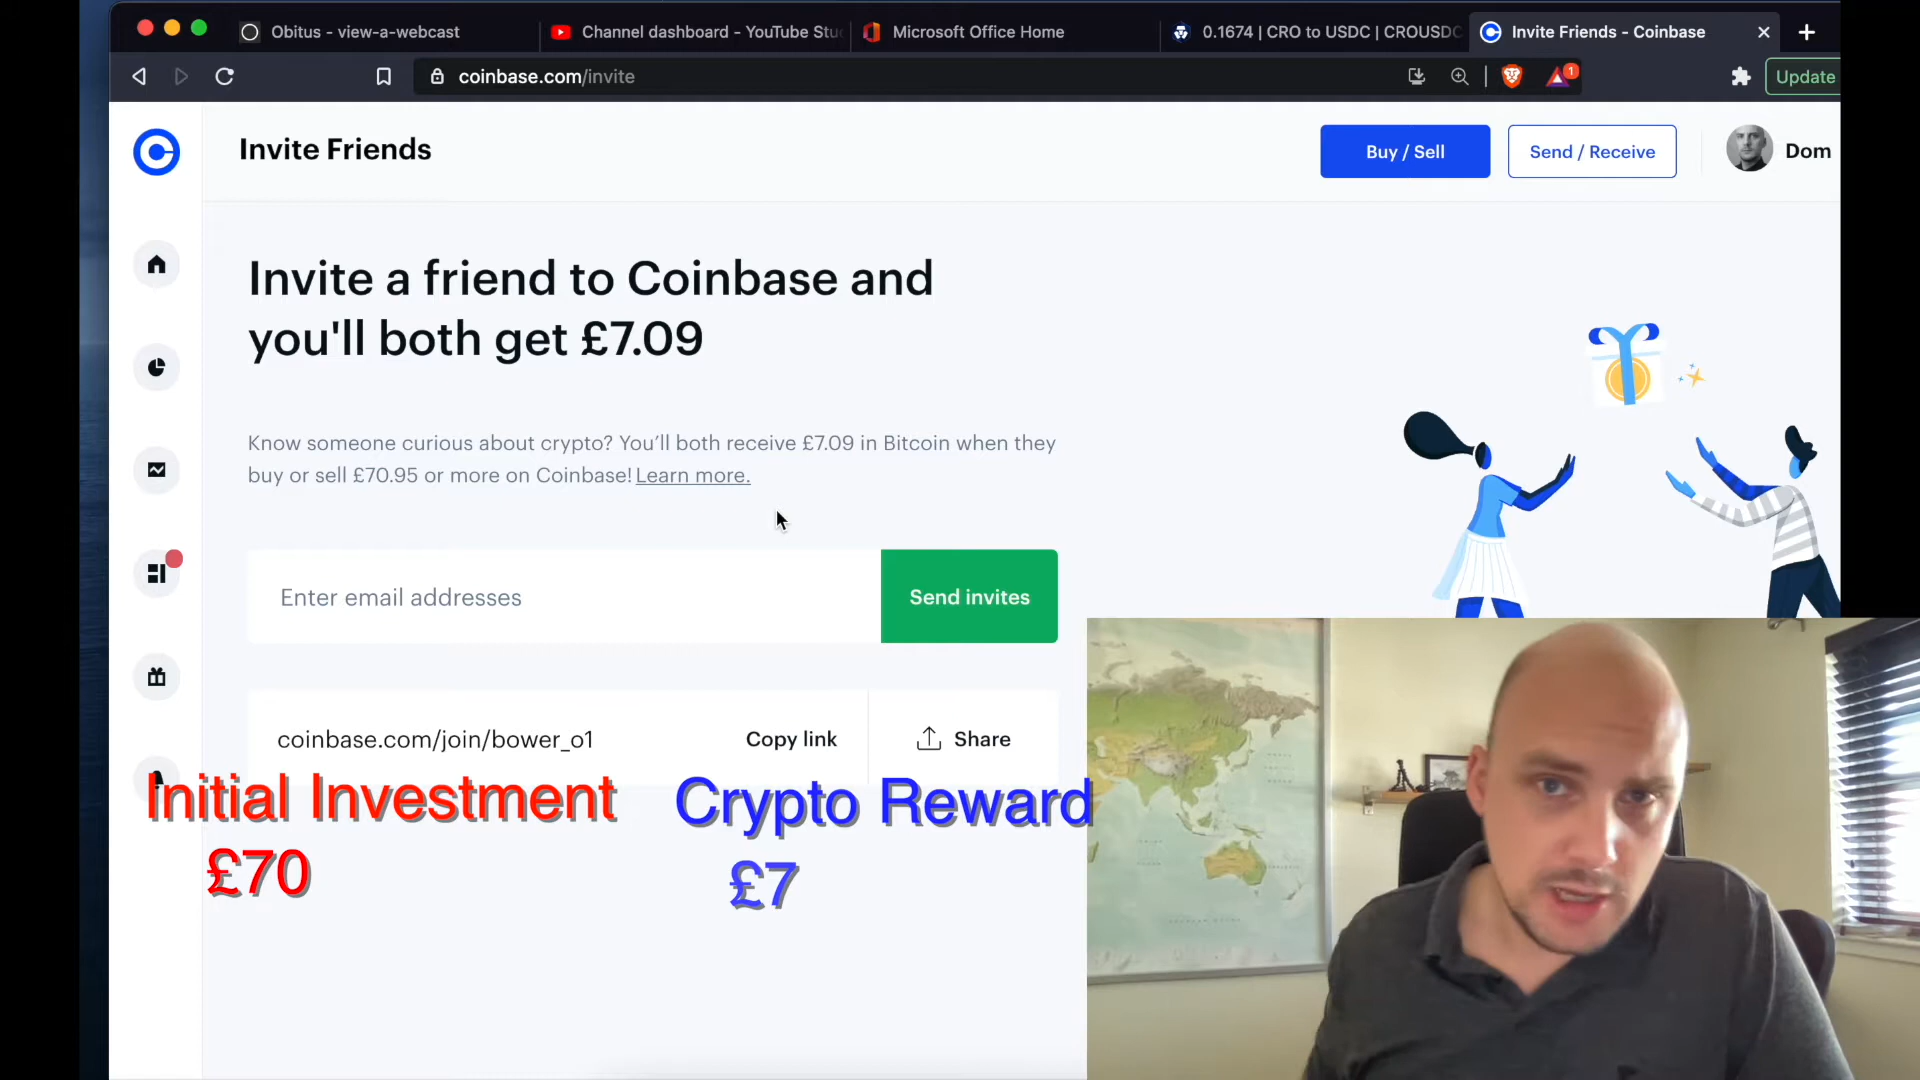 Obitus - view-a-webcast
Channel dashboard - YouTube Stu
Microsoft Office Home
0.1674 | CRO to USDC | CROUSDC
Invite Friends - Coinbase
coinbase.com/invite
1
Update
Invite Friends
Buy / Sell
Send / Receive
Dom
Invite a friend to Coinbase and
you'll both get £7.09
Know someone curious about crypto? You’ll both receive £7.09 in Bitcoin when they
buy or sell £70.95 or more on Coinbase! Learn more.
Enter email addresses
Send invites
coinbase.com/join/bower_o1
Copy link
Share
Initial Investment
£70
Crypto Reward
£7